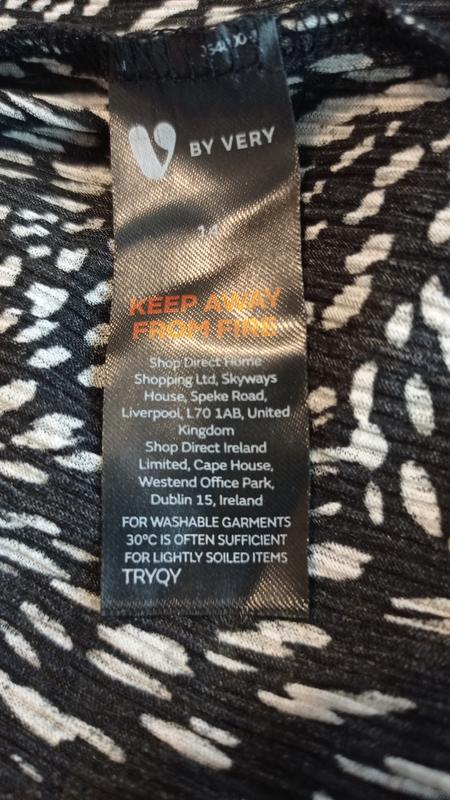 V BY VERY
14
KEEP AWAY
FROM FIRE
Shop Direct Home
Shopping Ltd, Skyways
House, Speke Road,
Liverpool, L70 1AB, United
Kingdom
Shop Direct Ireland
Limited, Cape House,
Westend Office Park,
Dublin 15, Ireland
FOR WASHABLE GARMENTS
30°C IS OFTEN SUFFICIENT
FOR LIGHTLY SOILED ITEMS
TRYQY